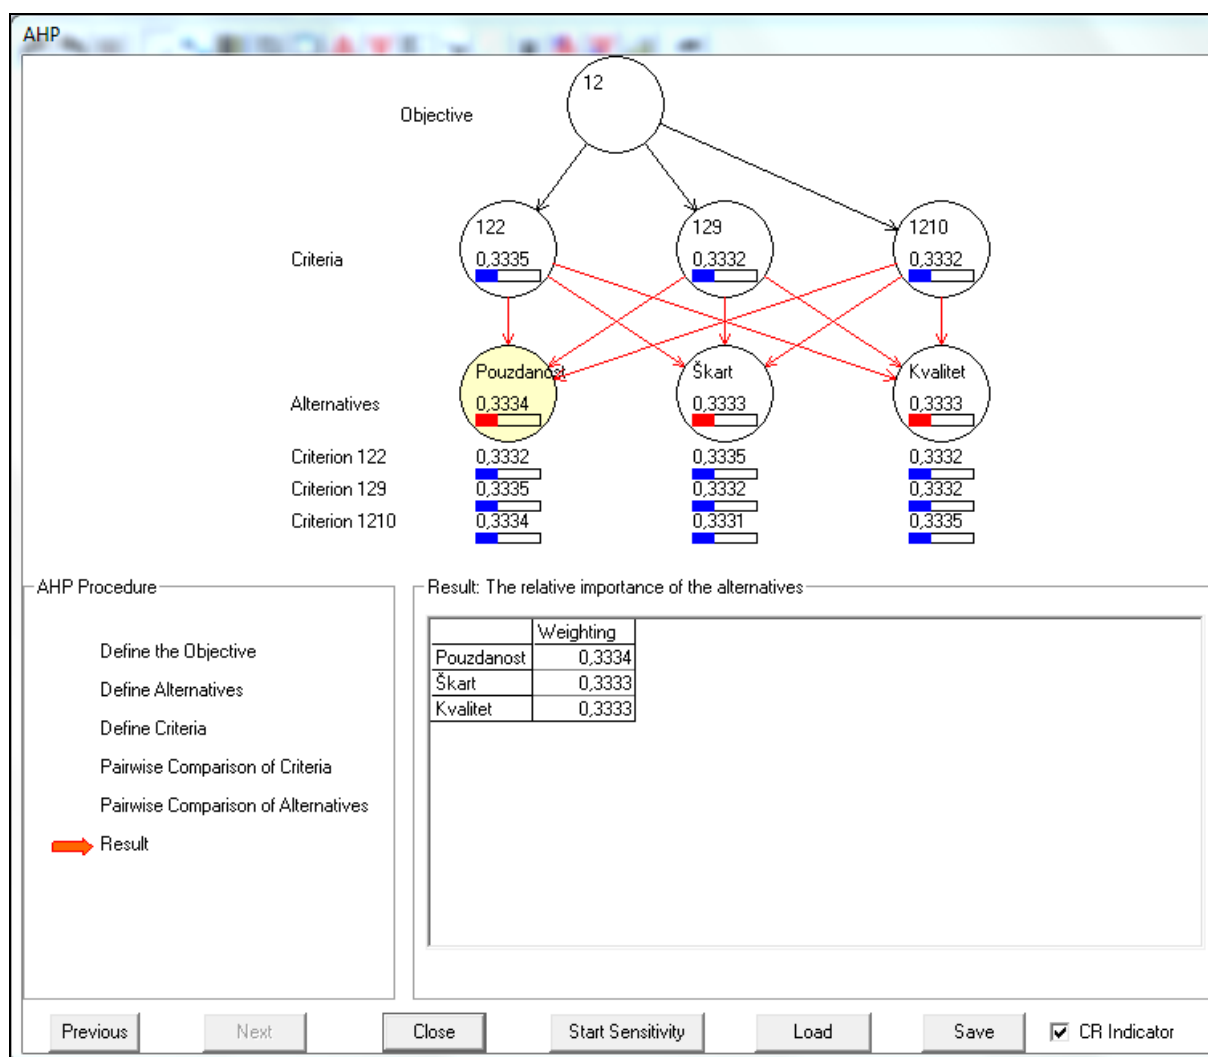 AHP
12
Objective
122 129 1210
Criteria 0,3335 0,3332 0,3332
Pouzdanost Škart Kvalitet
Alternatives 0,3334 0,3333 0,3333
Criterion 122 0,3332 0,3335 0,3332
Criterion 129 0,3335 0,3332 0,3332
Criterion 1210 0,3334 0,3331 0,3335
AHP Procedure
Define the Objective
Define Alternatives
Define Criteria
Pairwise Comparison of Criteria
Pairwise Comparison of Alternatives
Result
Result: The relative importance of the alternatives
Weighting
Pouzdanost 0,3334
Škart 0,3333
Kvalitet 0,3333
Previous Next Close Start Sensitivity Load Save CR Indicator